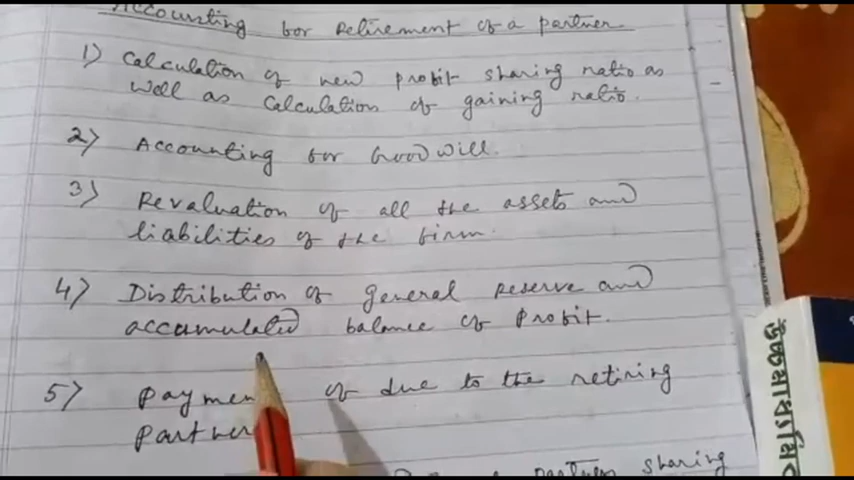 Accounting for Retirement of a partner
1) Calculation of new profit sharing ratio as
well as calculation of gaining ratio.
2) Accounting for Goodwill.
3) Revaluation of all the assets and
liabilities of the firm.
4) Distribution of general reserve and
accumulated balance of profit.
5) Payment of due to the retiring
partner
partners sharing